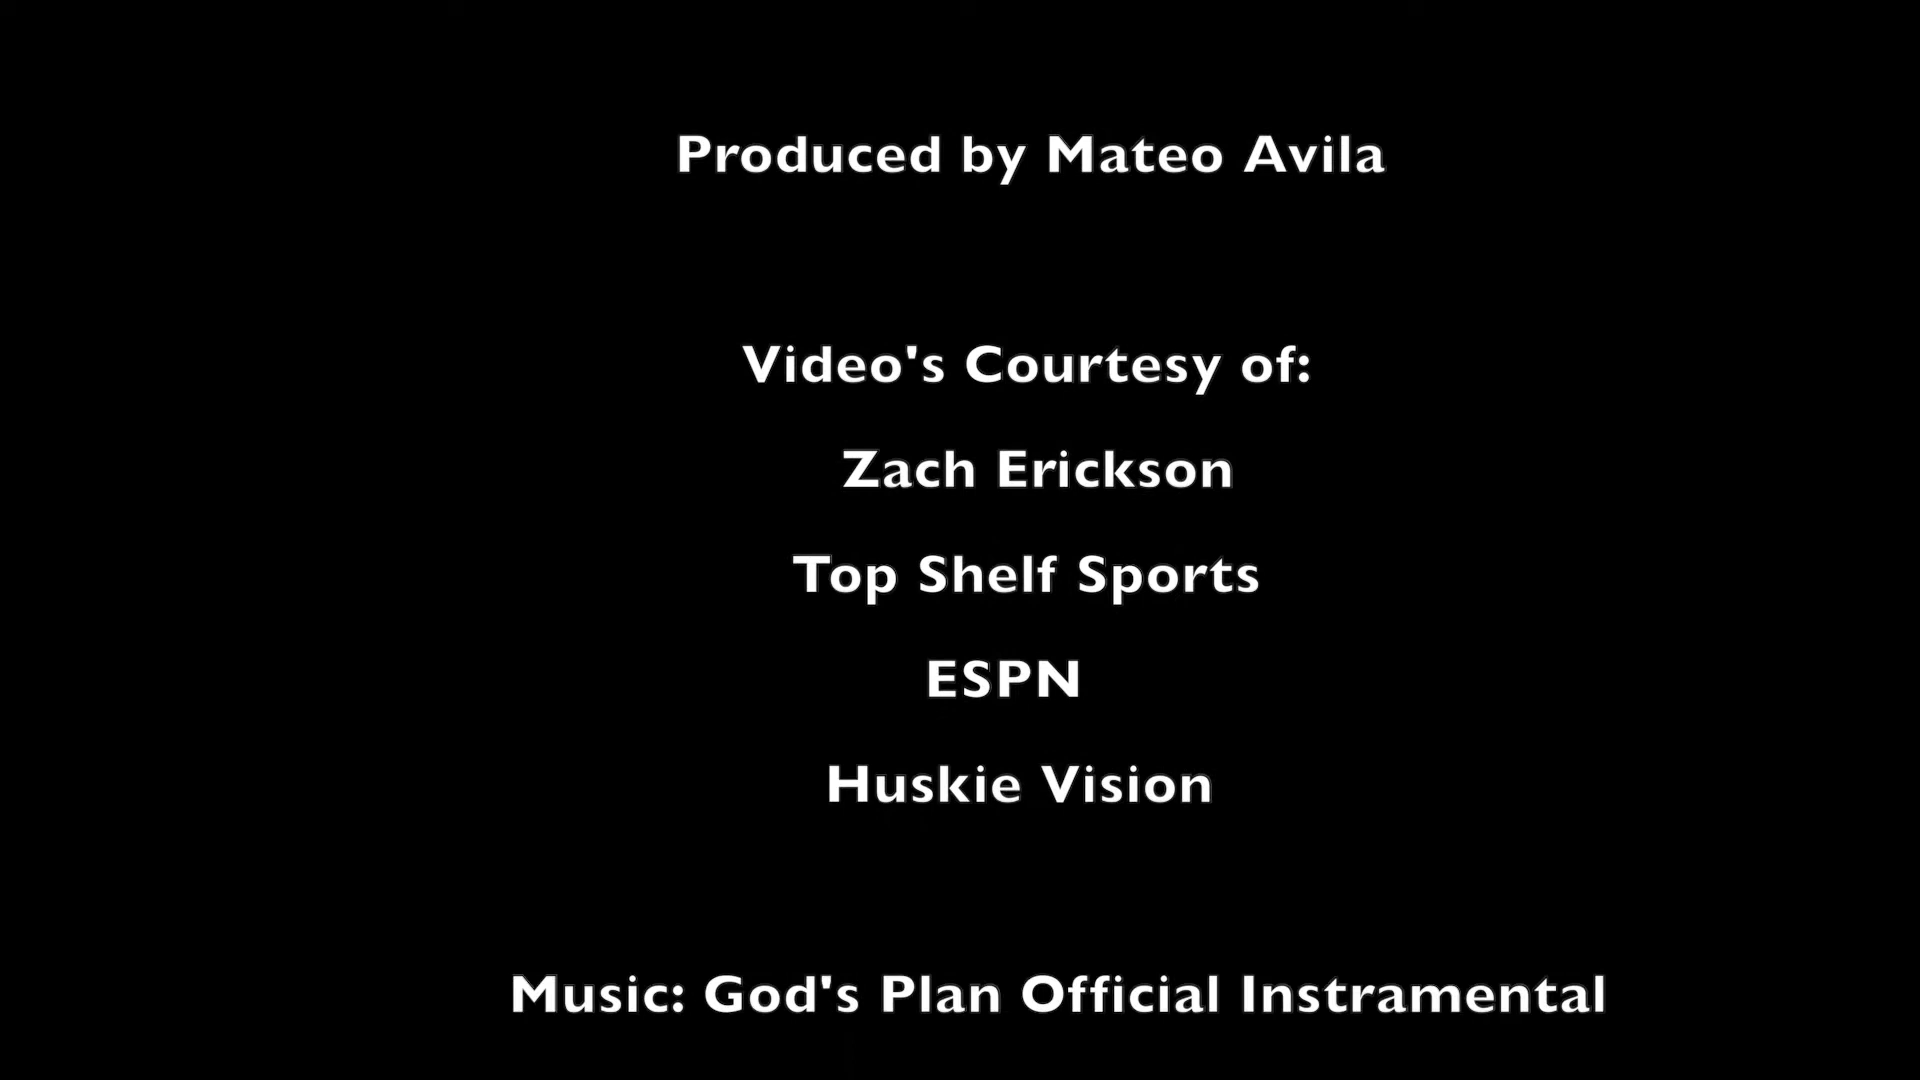 Produced by Mateo Avila
Video's Courtesy of:
Zach Erickson
Top Shelf Sports
ESPN
Huskie Vision
Music: God's Plan Official Instramental